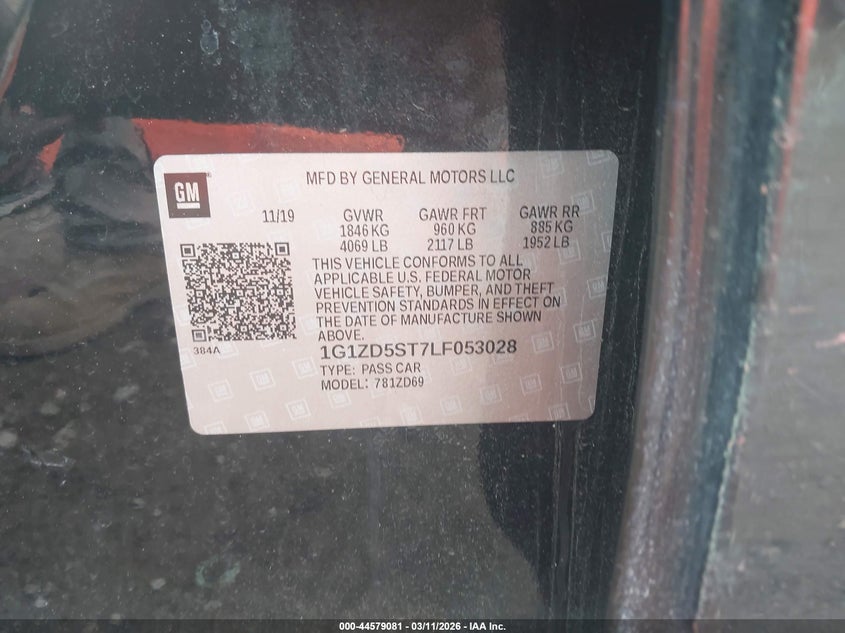 GM
MFD BY GENERAL MOTORS LLC
11/19 GVWR GAWR FRT GAWR RR
1846 KG 960 KG 885 KG
4069 LB 2117 LB 1952 LB
THIS VEHICLE CONFORMS TO ALL
APPLICABLE U.S. FEDERAL MOTOR
VEHICLE SAFETY, BUMPER, AND THEFT
PREVENTION STANDARDS IN EFFECT ON
THE DATE OF MANUFACTURE SHOWN
ABOVE.
384A
1G1ZD5ST7LF053028
TYPE: PASS CAR
MODEL: 781ZD69
000-44579081 - 03/11/2026 - IAA Inc.